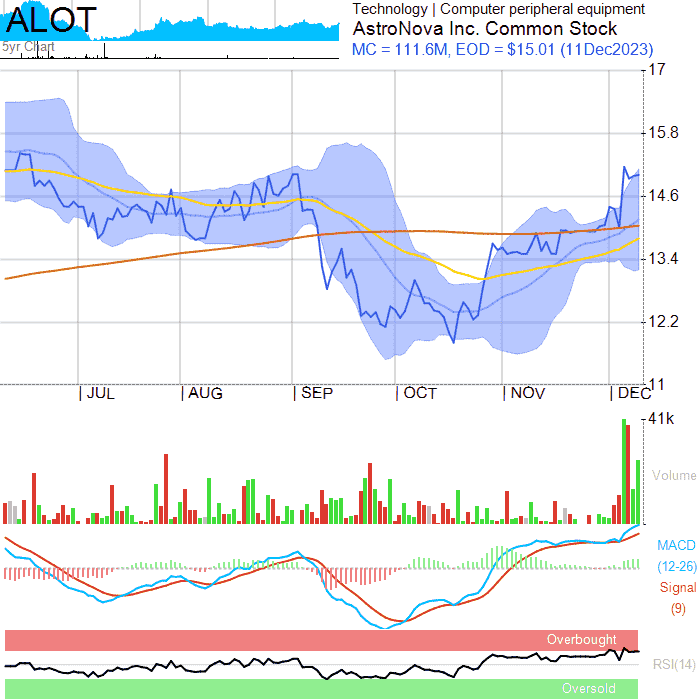 ALOT
5yr Chart
Technology | Computer peripheral equipment
AstroNova Inc. Common Stock
MC = 111.6M, EOD = $15.01 (11Dec2023)
17
15.8
14.6
13.4
12.2
11
JUL AUG SEP OCT NOV DEC
41k
Volume
MACD
(12-26)
Signal
(9)
Overbought
RSI(14)
Oversold